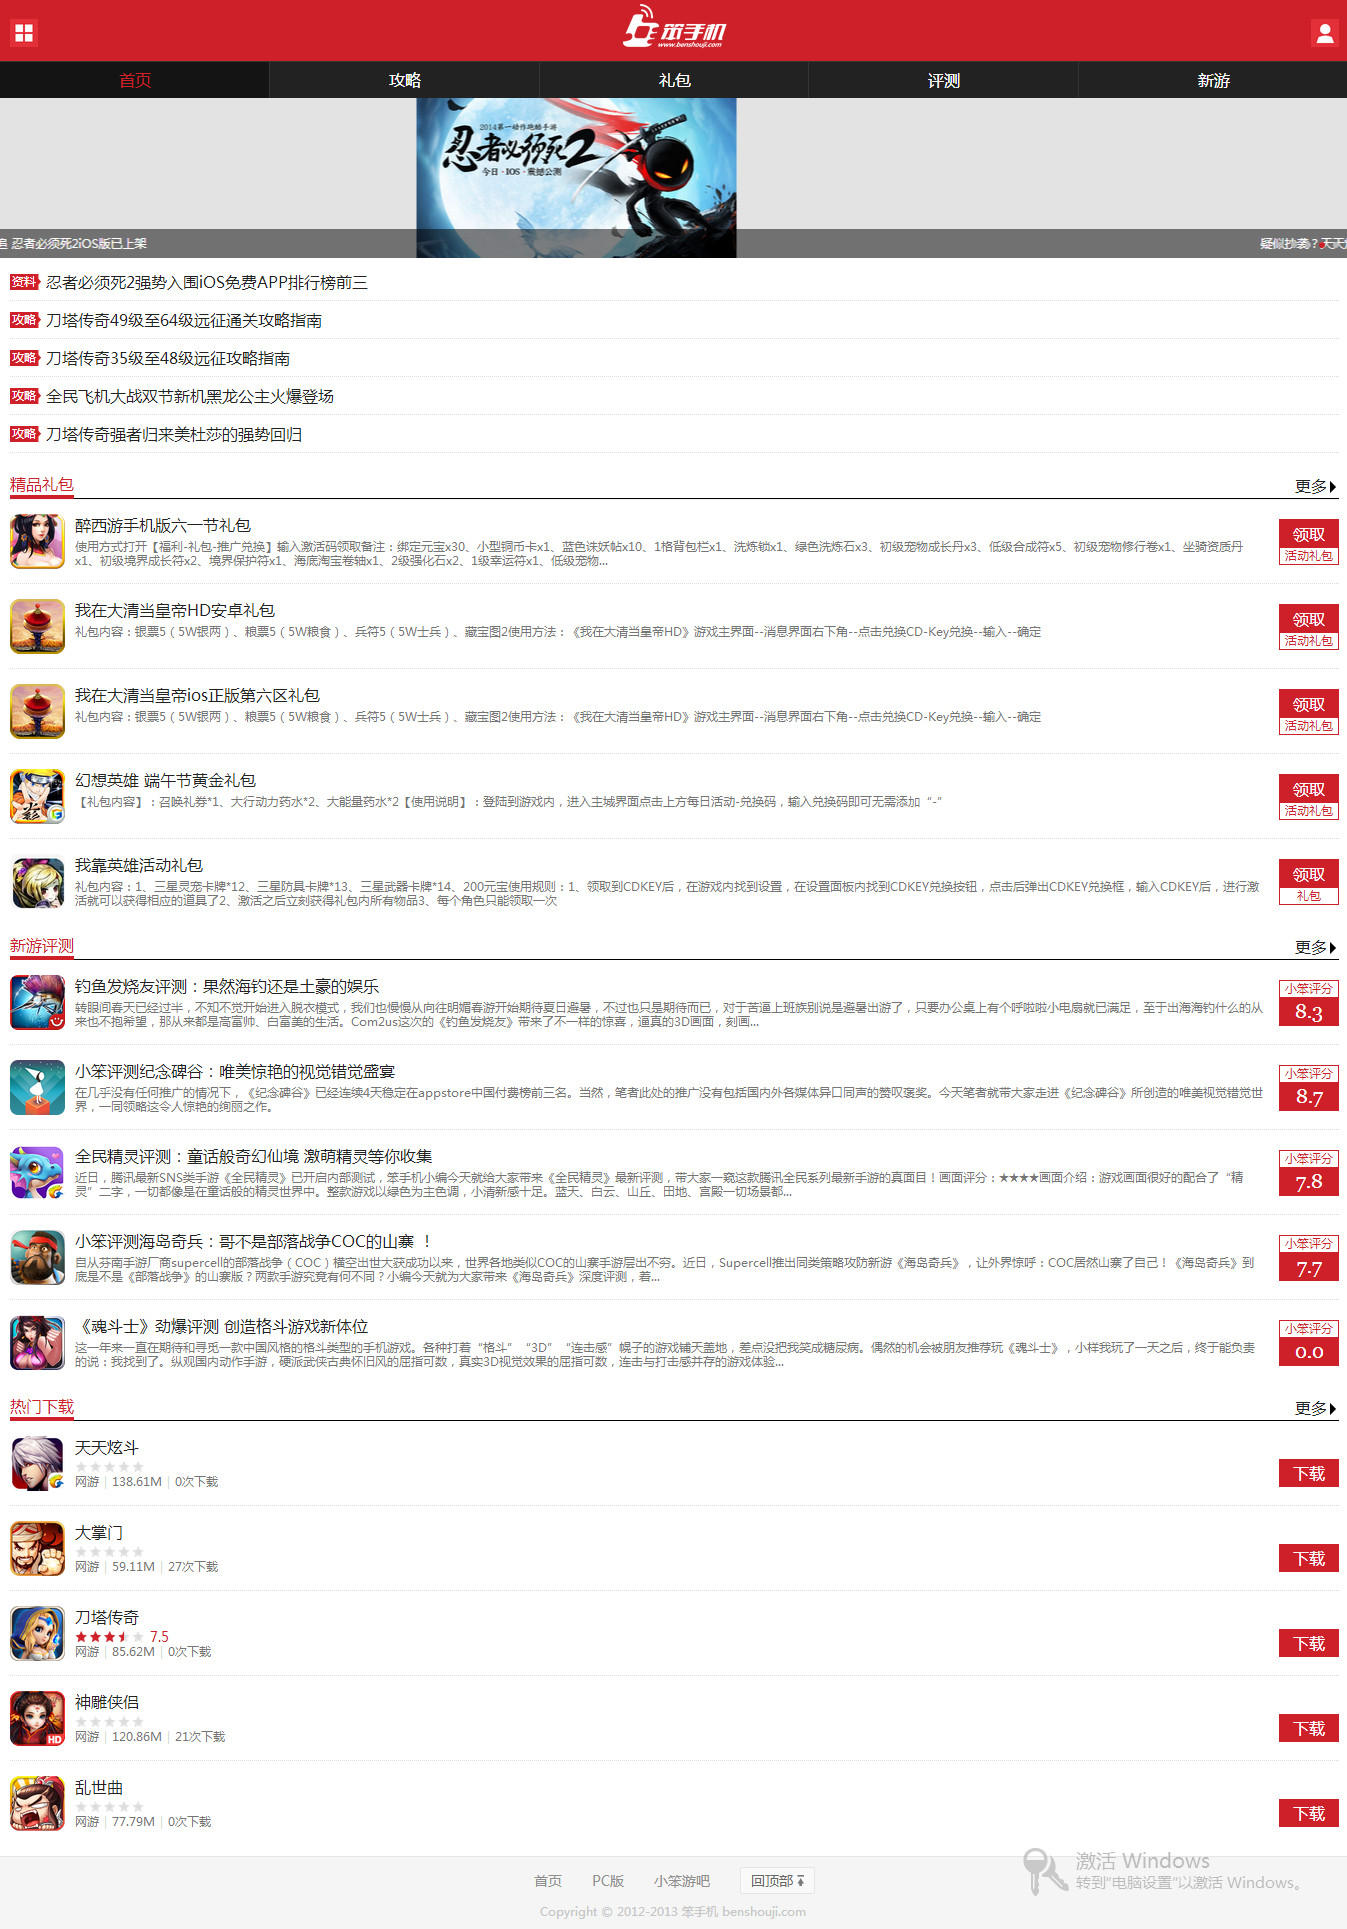 笨手机
www.benshouji.com
首页 攻略 礼包 评测 新游
2014第一动作跑酷手游
忍者必须死2
今日·IOS·震撼公测
忍者必须死2iOS版已上架
疑似抄袭？天天
资料 忍者必须死2强势入围iOS免费APP排行榜前三
攻略 刀塔传奇49级至64级远征通关攻略指南
攻略 刀塔传奇35级至48级远征攻略指南
攻略 全民飞机大战双节新机黑龙公主火爆登场
攻略 刀塔传奇强者归来美杜莎的强势回归
精品礼包 更多
醉西游手机版六一节礼包
使用方式打开【福利-礼包-推广兑换】输入激活码领取备注：绑定元宝x30、小型铜币卡x1、蓝色诛妖帖x10、1格背包栏x1、洗炼锁x1、绿色洗炼石x3、初级宠物成长丹x3、低级合成符x5、初级宠物修行卷x1、坐骑资质丹
x1、初级境界成长符x2、境界保护符x1、海底淘宝卷轴x1、2级强化石x2、1级幸运符x1、低级宠物...
领取
活动礼包
我在大清当皇帝HD安卓礼包
礼包内容：银票5（5W银两）、粮票5（5W粮食）、兵符5（5W士兵）、藏宝图2使用方法：《我在大清当皇帝HD》游戏主界面--消息界面右下角--点击兑换CD-Key兑换--输入--确定
领取
活动礼包
我在大清当皇帝ios正版第六区礼包
礼包内容：银票5（5W银两）、粮票5（5W粮食）、兵符5（5W士兵）、藏宝图2使用方法：《我在大清当皇帝HD》游戏主界面--消息界面右下角--点击兑换CD-Key兑换--输入--确定
领取
活动礼包
幻想英雄 端午节黄金礼包
【礼包内容】：召唤礼券*1、大行动力药水*2、大能量药水*2【使用说明】：登陆到游戏内，进入主城界面点击上方每日活动-兑换码，输入兑换码即可无需添加“-”
领取
活动礼包
我靠英雄活动礼包
礼包内容：1、三星灵宠卡牌*12、三星防具卡牌*13、三星武器卡牌*14、200元宝使用规则：1、领取到CDKEY后，在游戏内找到设置，在设置面板内找到CDKEY兑换按钮，点击后弹出CDKEY兑换框，输入CDKEY后，进行激
活就可以获得相应的道具了2、激活之后立刻获得礼包内所有物品3、每个角色只能领取一次
领取
礼包
新游评测 更多
钓鱼发烧友评测：果然海钓还是土豪的娱乐
转眼间春天已经过半，不知不觉开始进入脱衣模式，我们也慢慢从向往明媚春游开始期待夏日避暑，不过也只是期待而已，对于苦逼上班族别说是避暑出游了，只要办公桌上有个呼啦啦小电扇就已满足，至于出海海钓什么的从
来也不抱希望，那从来都是高富帅、白富美的生活。Com2us这次的《钓鱼发烧友》带来了不一样的惊喜，逼真的3D画面，刻画...
小笨评分
8.3
小笨评测纪念碑谷：唯美惊艳的视觉错觉盛宴
在几乎没有任何推广的情况下，《纪念碑谷》已经连续4天稳定在appstore中国付费榜前三名。当然，笔者此处的推广没有包括国内外各媒体异口同声的赞叹褒奖。今天笔者就带大家走进《纪念碑谷》所创造的唯美视觉错觉世
界，一同领略这令人惊艳的绚丽之作。
小笨评分
8.7
全民精灵评测：童话般奇幻仙境 激萌精灵等你收集
近日，腾讯最新SNS类手游《全民精灵》已开启内部测试，笨手机小编今天就给大家带来《全民精灵》最新评测，带大家一窥这款腾讯全民系列最新手游的真面目！画面评分：★★★★画面介绍：游戏画面很好的配合了“精
灵”二字，一切都像是在童话般的精灵世界中。整款游戏以绿色为主色调，小清新感十足。蓝天、白云、山丘、田地、宫殿一切场景都...
小笨评分
7.8
小笨评测海岛奇兵：哥不是部落战争COC的山寨 ！
自从芬南手游厂商supercell的部落战争（COC）横空出世大获成功以来，世界各地类似COC的山寨手游层出不穷。近日，Supercell推出同类策略攻防新游《海岛奇兵》，让外界惊呼：COC居然山寨了自己！《海岛奇兵》到
底是不是《部落战争》的山寨版？两款手游究竟有何不同？小编今天就为大家带来《海岛奇兵》深度评测，着...
小笨评分
7.7
《魂斗士》劲爆评测 创造格斗游戏新体位
这一年来一直在期待和寻觅一款中国风格的格斗类型的手机游戏。各种打着“格斗”“3D”“连击感”幌子的游戏铺天盖地，差点没把我笑成糖尿病。偶然的机会被朋友推荐玩《魂斗士》，小样我玩了一天之后，终于能负责
的说：我找到了。纵观国内动作手游，硬派武侠古典怀旧风的屈指可数，真实3D视觉效果的屈指可数，连击与打击感并存的游戏体验...
小笨评分
0.0
热门下载 更多
天天炫斗
网游 | 138.61M | 0次下载
下载
大掌门
网游 | 59.11M | 27次下载
下载
刀塔传奇
7.5
网游 | 85.62M | 0次下载
下载
神雕侠侣
网游 | 120.86M | 21次下载
HD
下载
乱世曲
网游 | 77.79M | 0次下载
下载
激活 Windows
转到“电脑设置”以激活 Windows。
首页 PC版 小笨游吧 回顶部
Copyright © 2012-2013 笨手机 benshouji.com